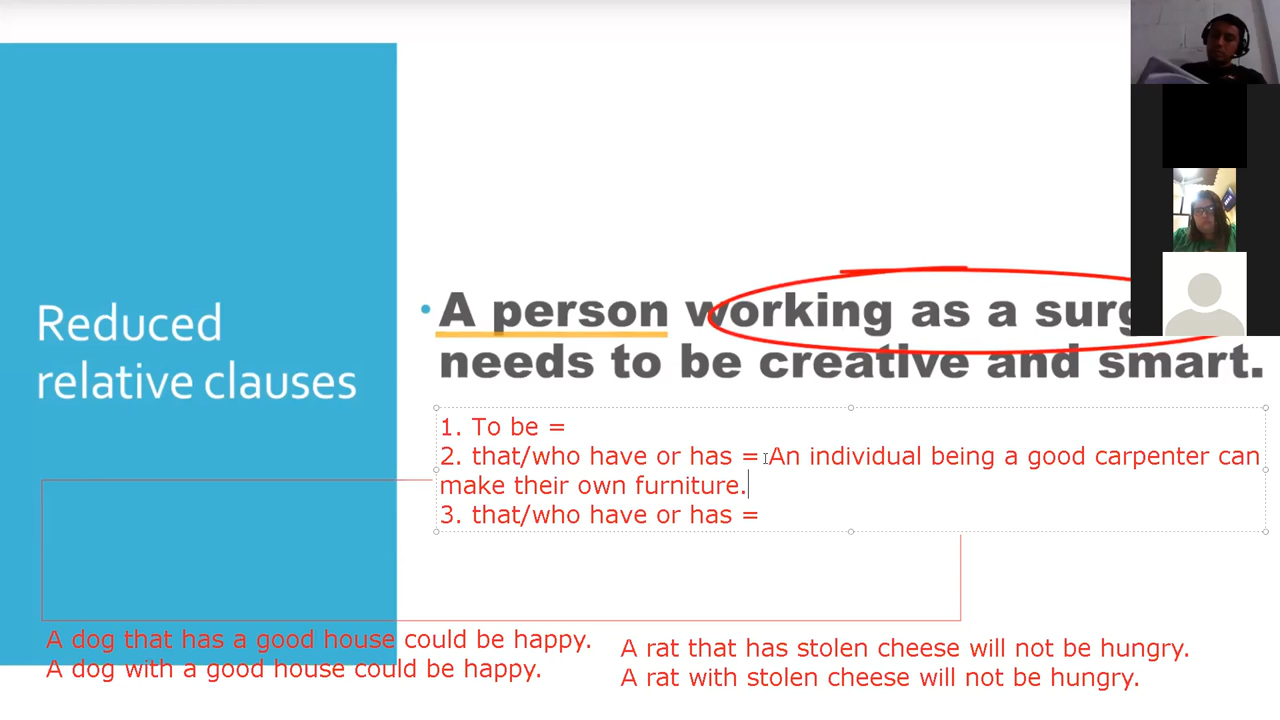 Reduced
relative clauses
A person working as a
needs to be creative and smart.
1. To be =
2. that/who have or has = An individual being a good carpenter can
make their own furniture.
3. that/who have or has =
A dog that has a good house could be happy.
A dog with a good house could be happy.
A rat that has stolen cheese will not be hungry.
A rat with stolen cheese will not be hungry.